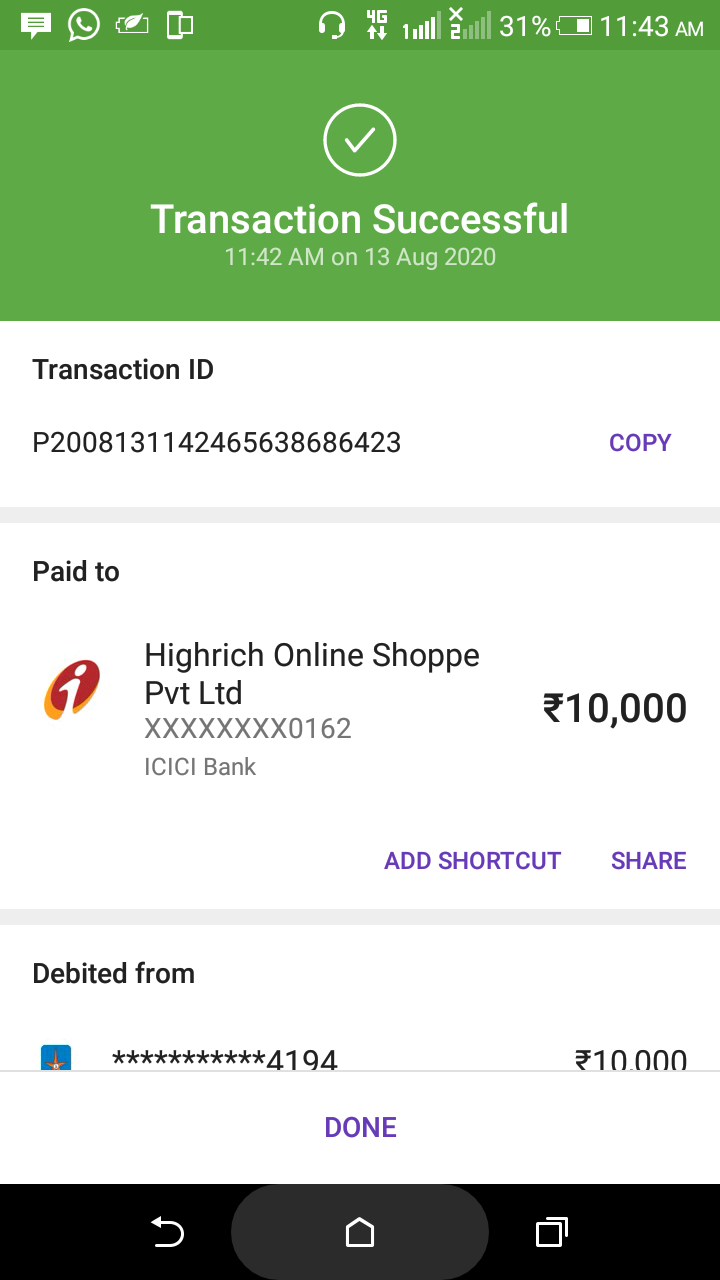 4G
1 2 31% 11:43 AM
Transaction Successful
11:42 AM on 13 Aug 2020
Transaction ID
P2008131142465638686423 COPY
Paid to
Highrich Online Shoppe
Pvt Ltd
₹10,000
XXXXXXXX0162
ICICI Bank
ADD SHORTCUT SHARE
Debited from
***********4194 ₹10,000
DONE